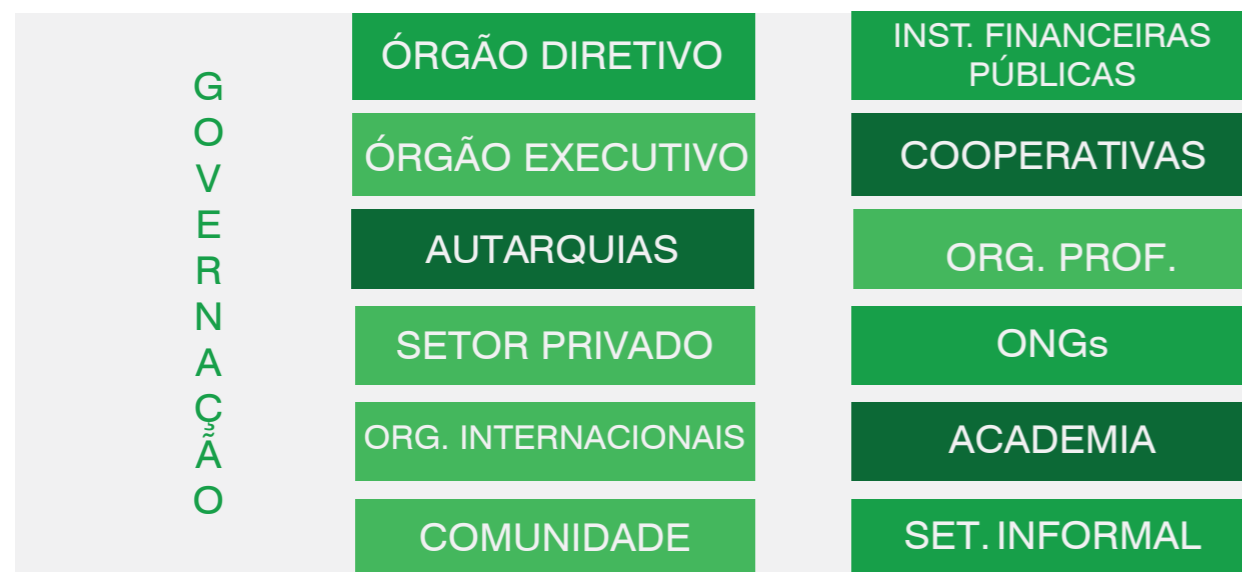 GOVERNAÇÃO
ÓRGÃO DIRETIVO
ÓRGÃO EXECUTIVO
AUTARQUIAS
SETOR PRIVADO
ORG. INTERNACIONAIS
COMUNIDADE
INST. FINANCEIRAS
PÚBLICAS
COOPERATIVAS
ORG. PROF.
ONGs
ACADEMIA
SET. INFORMAL